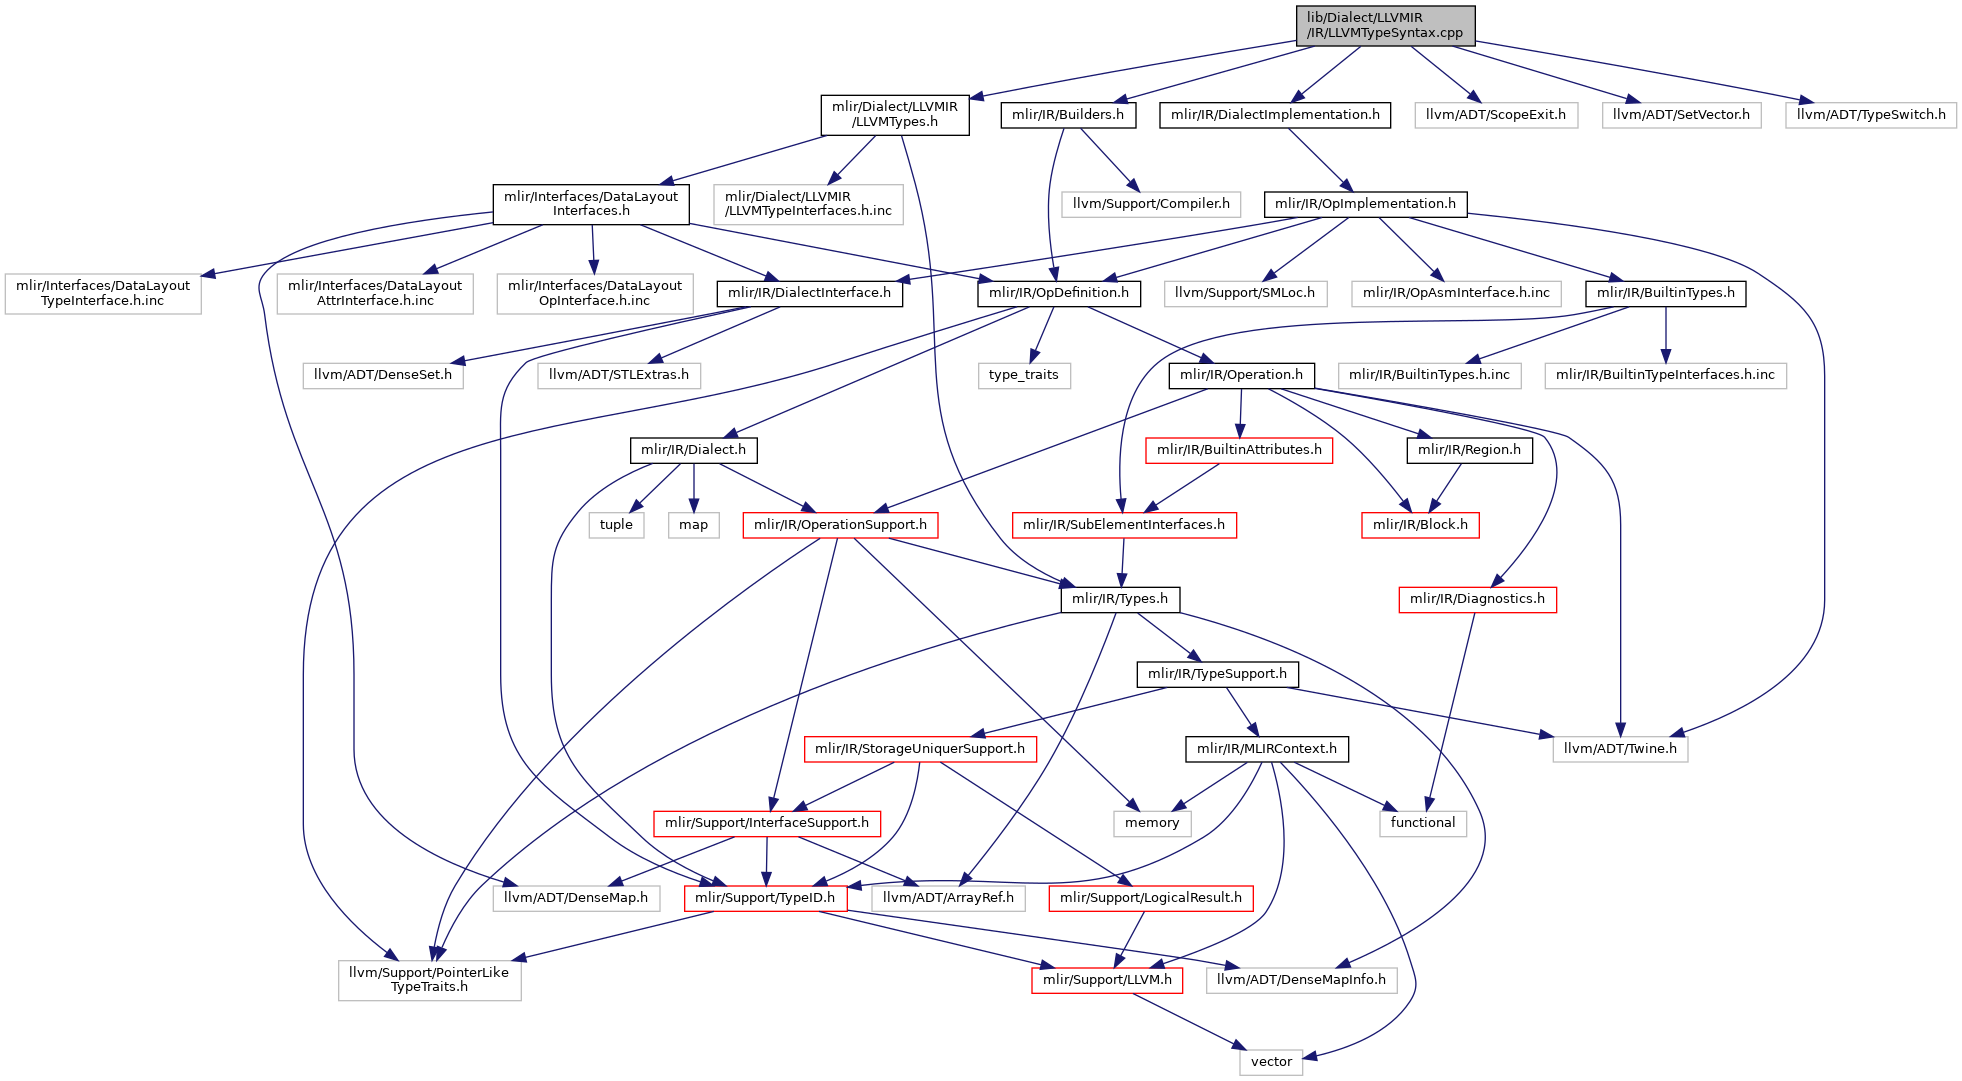 lib/Dialect/LLVMIR
/IR/LLVMTypeSyntax.cpp
mlir/Dialect/LLVMIR
/LLVMTypes.h
mlir/IR/Builders.h
mlir/IR/DialectImplementation.h
llvm/ADT/ScopeExit.h
llvm/ADT/SetVector.h
llvm/ADT/TypeSwitch.h
mlir/Interfaces/DataLayout
Interfaces.h
mlir/Dialect/LLVMIR
/LLVMTypeInterfaces.h.inc
llvm/Support/Compiler.h
mlir/IR/OpImplementation.h
mlir/Interfaces/DataLayout
TypeInterface.h.inc
mlir/Interfaces/DataLayout
AttrInterface.h.inc
mlir/Interfaces/DataLayout
OpInterface.h.inc
mlir/IR/DialectInterface.h
mlir/IR/OpDefinition.h
llvm/Support/SMLoc.h
mlir/IR/OpAsmInterface.h.inc
mlir/IR/BuiltinTypes.h
llvm/ADT/DenseSet.h
llvm/ADT/STLExtras.h
type_traits
mlir/IR/Operation.h
mlir/IR/BuiltinTypes.h.inc
mlir/IR/BuiltinTypeInterfaces.h.inc
mlir/IR/Dialect.h
mlir/IR/BuiltinAttributes.h
mlir/IR/Region.h
tuple
map
mlir/IR/OperationSupport.h
mlir/IR/SubElementInterfaces.h
mlir/IR/Block.h
mlir/IR/Types.h
mlir/IR/Diagnostics.h
mlir/IR/TypeSupport.h
mlir/IR/StorageUniquerSupport.h
mlir/IR/MLIRContext.h
llvm/ADT/Twine.h
mlir/Support/InterfaceSupport.h
memory
functional
llvm/ADT/DenseMap.h
mlir/Support/TypeID.h
llvm/ADT/ArrayRef.h
mlir/Support/LogicalResult.h
llvm/Support/PointerLike
TypeTraits.h
mlir/Support/LLVM.h
llvm/ADT/DenseMapInfo.h
vector